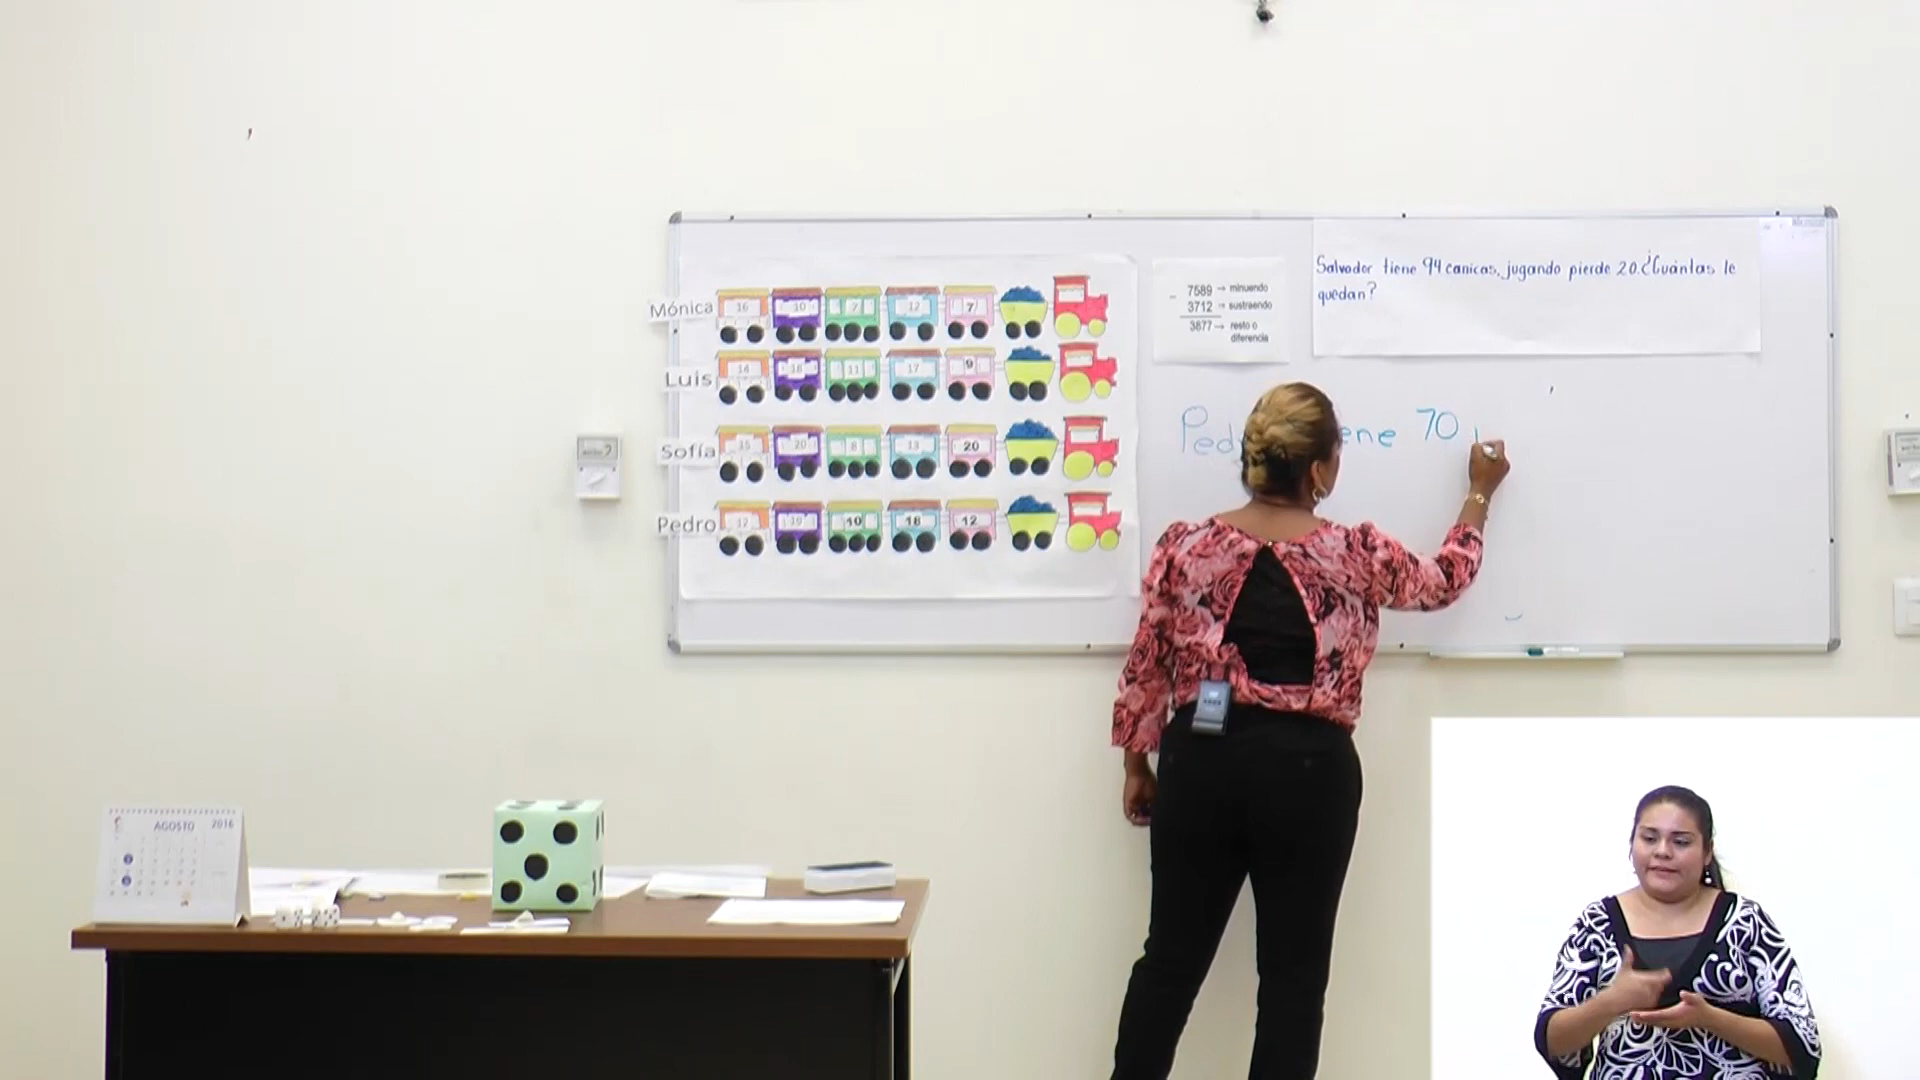 Salvador tiene 94 canicas, jugando pierde 20. ¿Cuántas le
quedan?
- 7589 → minuendo
3712 → sustraendo
3877 → resto o
diferencia
Mónica 16 10 7 12 7
Luis 14 18 11 17 9
Sofía 15 20 8 13 20
Pedro 12 19 10 18 12
70
AGOSTO 2016